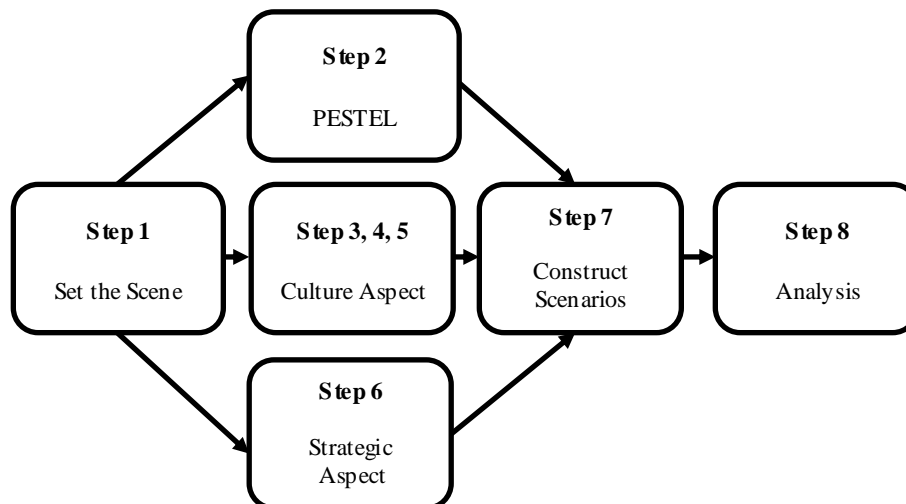 Step 2
PESTEL
Step 1
Set the Scene
Step 3, 4, 5
Culture Aspect
Step 7
Construct
Scenarios
Step 8
Analysis
Step 6
Strategic
Aspect